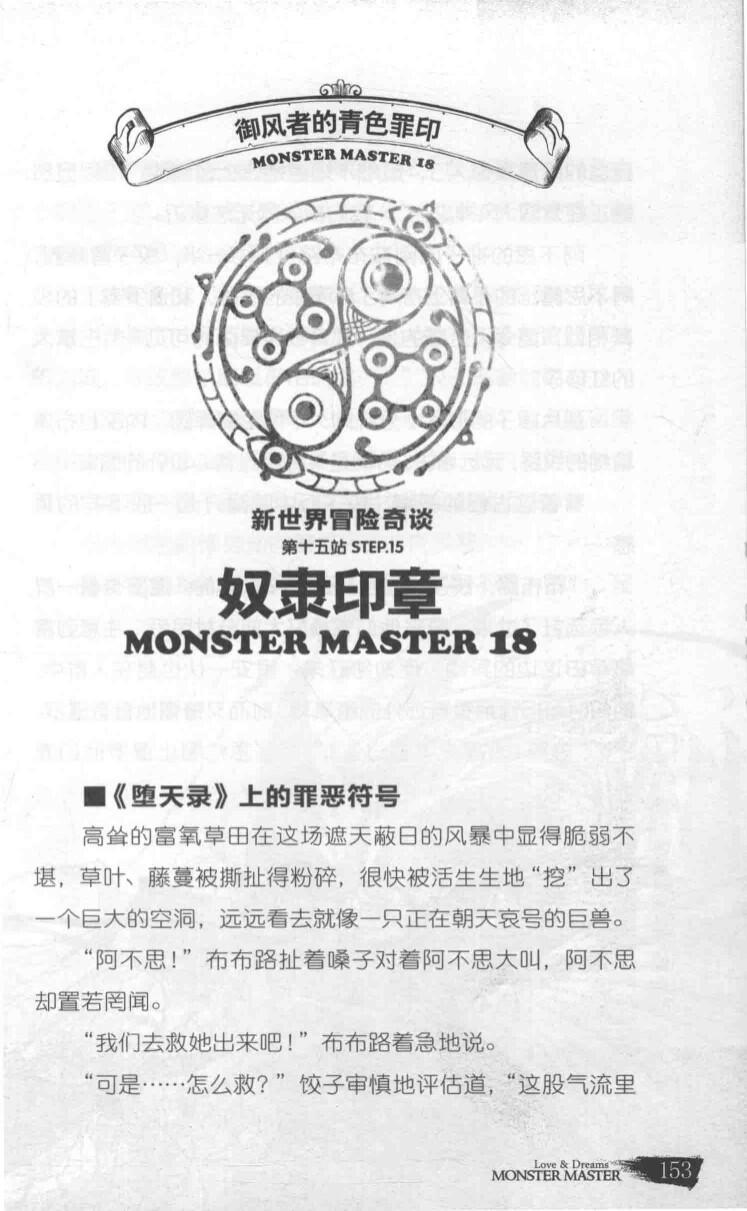 御风者的青色罪印
MONSTER MASTER 18
新世界冒险奇谈
第十五站 STEP.15
奴隶印章
MONSTER MASTER 18
■《堕天录》上的罪恶符号
高耸的富氧草田在这场遮天蔽日的风暴中显得脆弱不
堪，草叶、藤蔓被撕扯得粉碎，很快被活生生地“挖”出了
一个巨大的空洞，远远看去就像一只正在朝天哀号的巨兽。
“阿不思！”布布路扯着嗓子对着阿不思大叫，阿不思
却置若罔闻。
“我们去救她出来吧！”布布路着急地说。
“可是……怎么救？”饺子审慎地评估道，“这股气流里
Love & Dreams
MONSTER MASTER 153